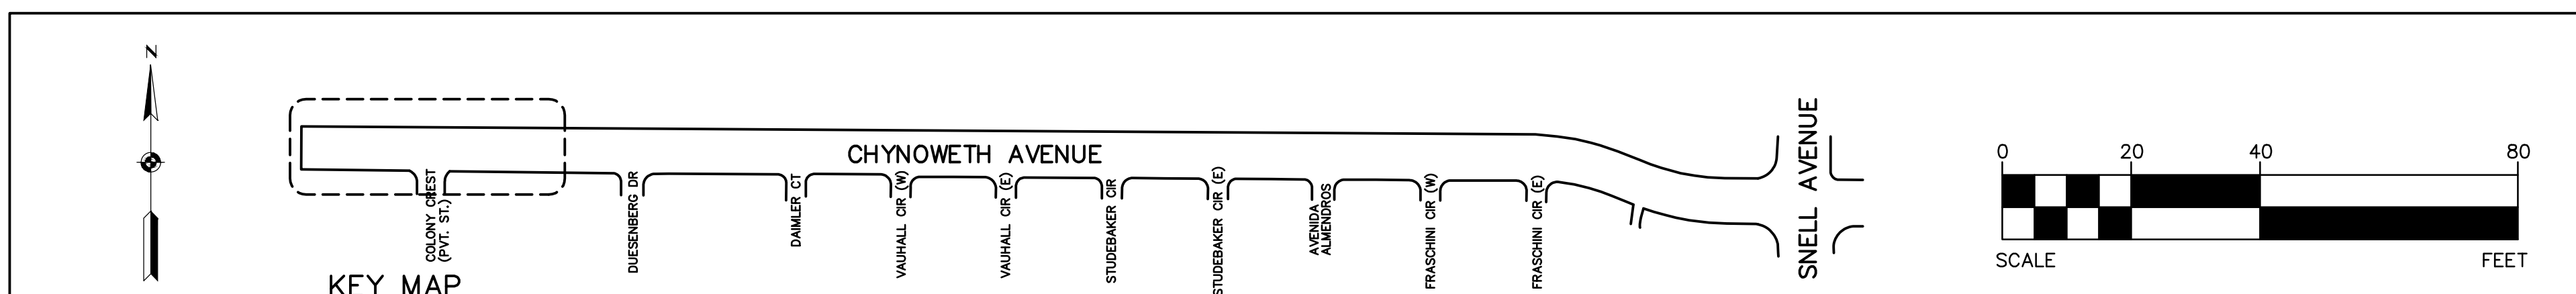 N
CHYNOWETH AVENUE
COLONY CREST
(PVT. ST.)
DUESENBERG DR
DAIMLER CT
VAUHALL CIR (W)
VAUHALL CIR (E)
STUDEBAKER CIR
STUDEBAKER CIR (E)
AVENIDA
ALMENDROS
FRASCHINI CIR (W)
FRASCHINI CIR (E)
SNELL AVENUE
0 20 40 80
SCALE FEET
KEY MAP